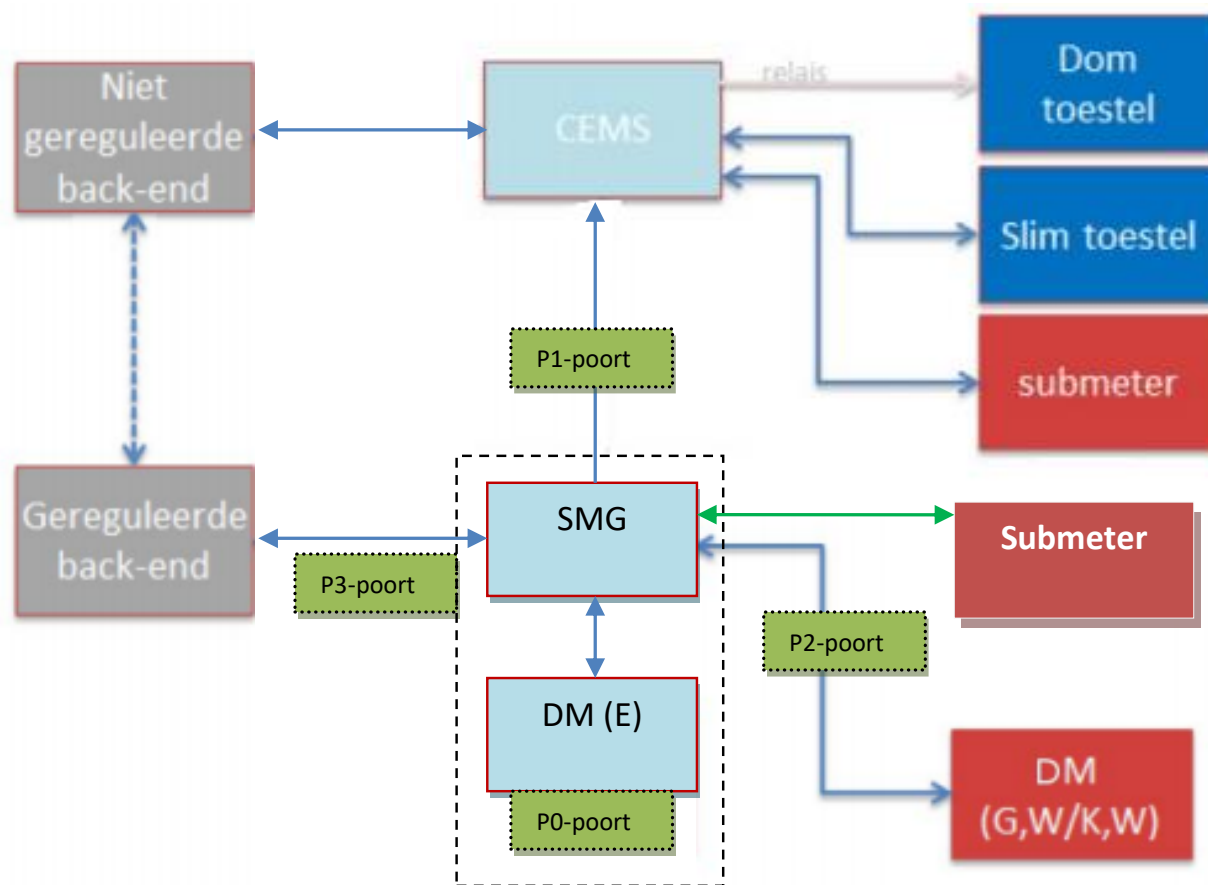 Niet
gereguleerde
back-end
CEMS
relais
Dom
toestel
Slim toestel
submeter
P1-poort
Gereguleerde
back-end
P3-poort
SMG
Submeter
P2-poort
DM (E)
P0-poort
DM
(G,W/K,W)